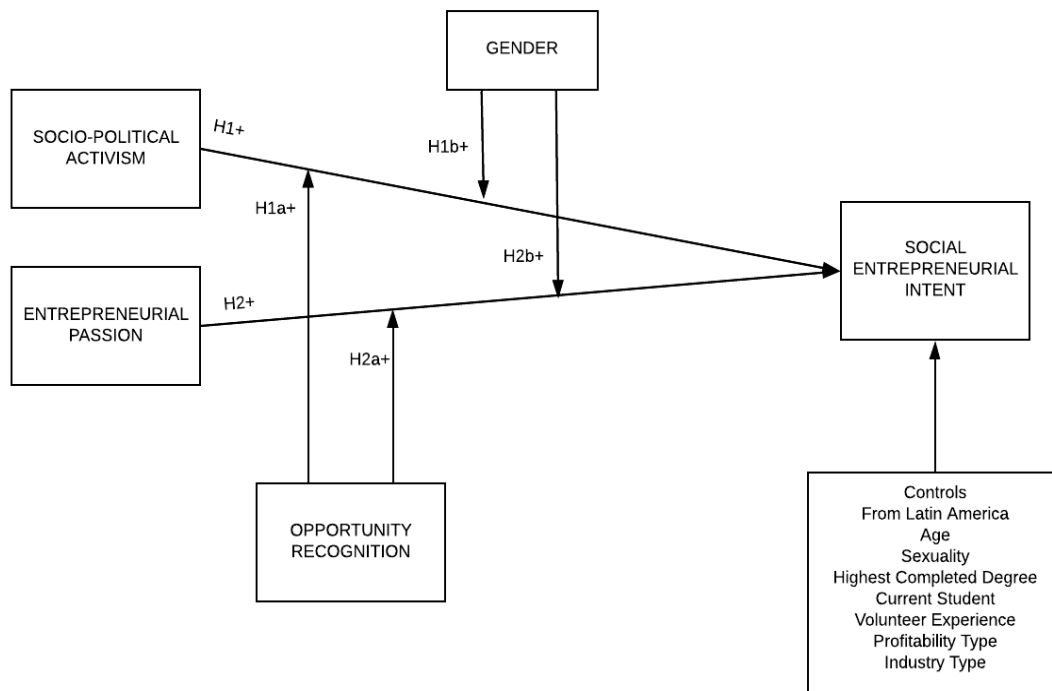 GENDER
SOCIO-POLITICAL
ACTIVISM
H1+
H1b+
H1a+
SOCIAL
ENTREPRENEURIAL
INTENT
H2b+
ENTREPRENEURIAL
PASSION
H2+
H2a+
OPPORTUNITY
RECOGNITION
Controls
From Latin America
Age
Sexuality
Highest Completed Degree
Current Student
Volunteer Experience
Profitability Type
Industry Type